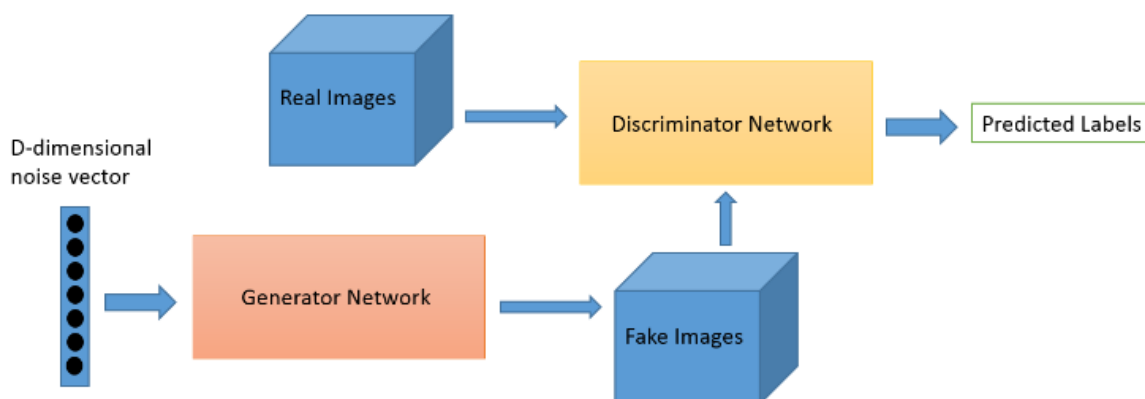 Real Images
Discriminator Network
Predicted Labels
D-dimensional
noise vector
Generator Network
Fake Images